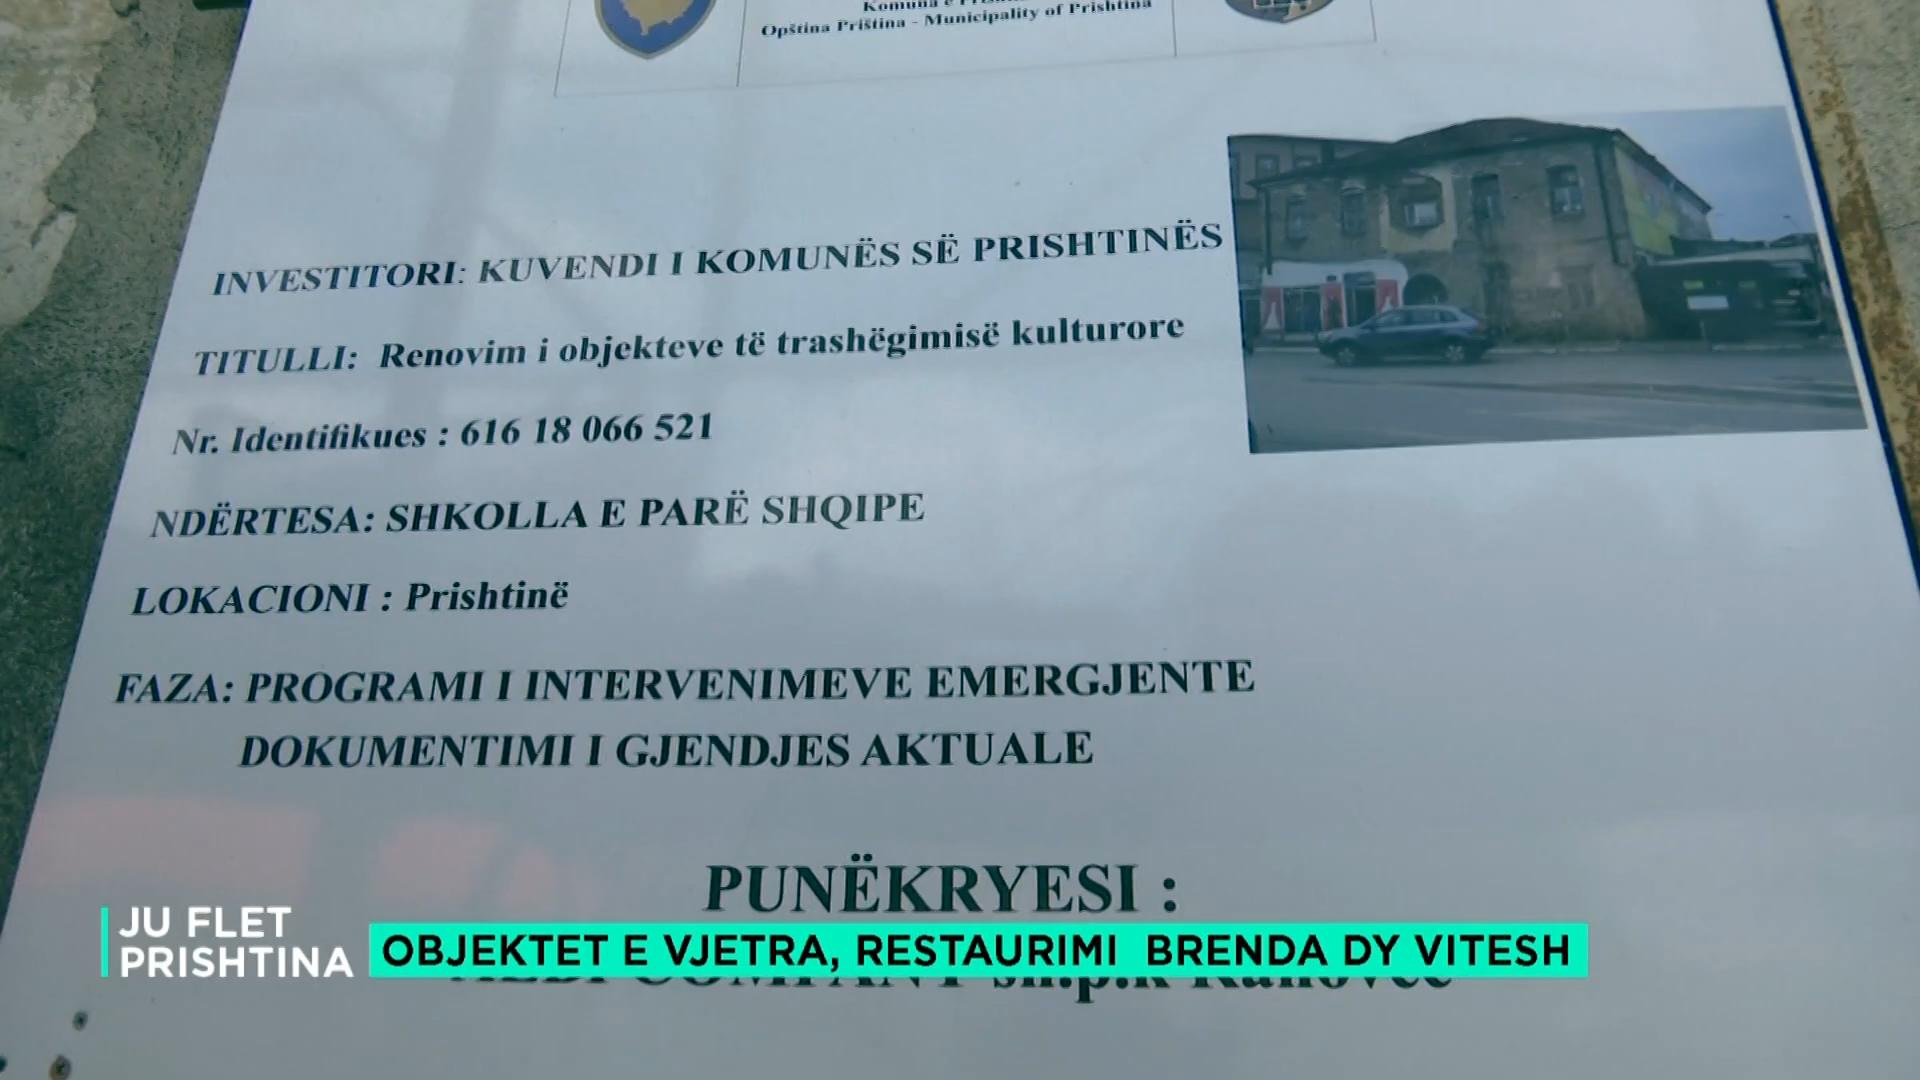 Komuna e
Opština Priština - Municipality of Prishtina
INVESTITORI: KUVENDI I KOMUNËS SË PRISHTINËS
TITULLI: Renovim i objekteve të trashëgimisë kulturore
Nr. Identifikues : 616 18 066 521
NDËRTESA: SHKOLLA E PARË SHQIPE
LOKACIONI : Prishtinë
FAZA: PROGRAMI I INTERVENIMEVE EMERGJENTE
DOKUMENTIMI I GJENDJES AKTUALE
PUNËKRYESI :
JU FLET
PRISHTINA
OBJEKTET E VJETRA, RESTAURIMI BRENDA DY VITESH